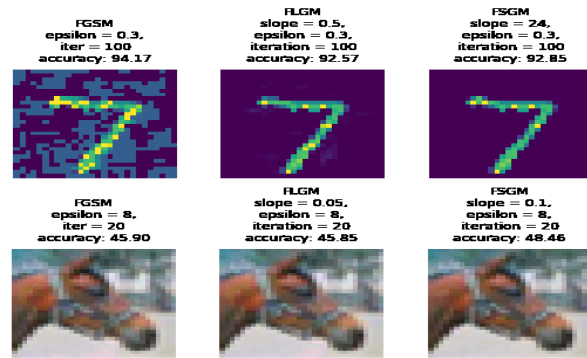 FGSM
epsilon = 0.3,
iter = 100
accuracy: 94.17
FLGM
slope = 0.5,
epsilon = 0.3,
iteration = 100
accuracy: 92.57
FSGM
slope = 24,
epsilon = 0.3,
iteration = 100
accuracy: 92.85
FGSM
epsilon = 8,
iter = 20
accuracy: 45.90
FLGM
slope = 0.05,
epsilon = 8,
iteration = 20
accuracy: 45.85
FSGM
slope = 0.1,
epsilon = 8,
iteration = 20
accuracy: 48.46